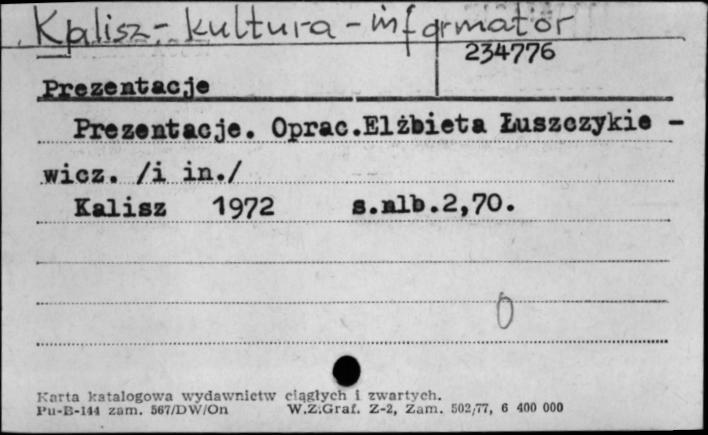 Kalisz - kultura - informator
234776
Prezentacje
Prezentacje. Oprac.Elżbieta Łuszczykie -
wicz. /i in./
Kalisz 1972 s.nlb.2,70.
0
Karta katalogowa wydawnictw ciągłych i zwartych.
Pu-B-144 zam. 567/DW/On W.Z.Graf. Z-2, Zam. 502/77, 6 400 000